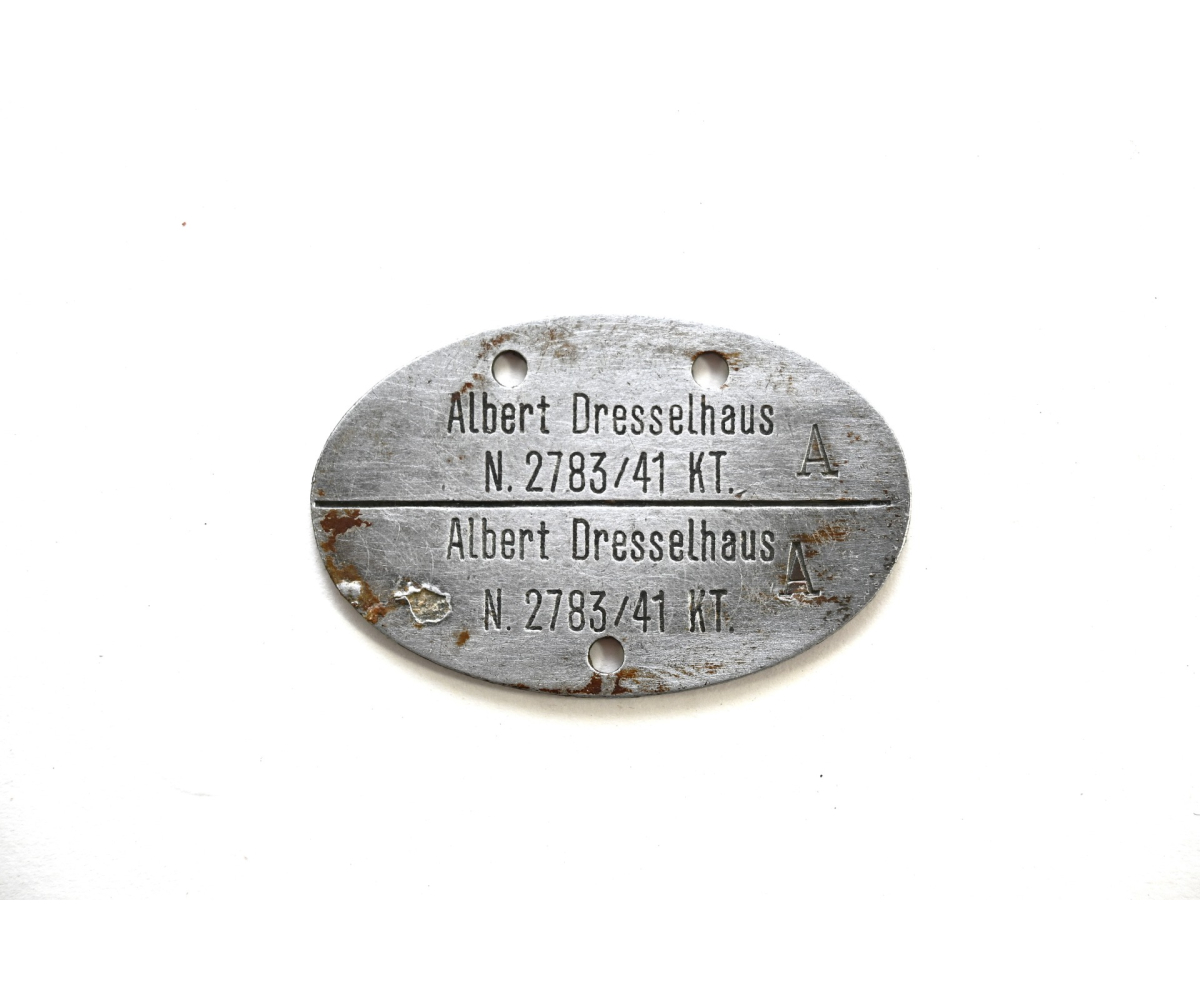 Albert Dresselhaus
N. 2783/41 KT. A
Albert Dresselhaus
A
N. 2783/41 KT.